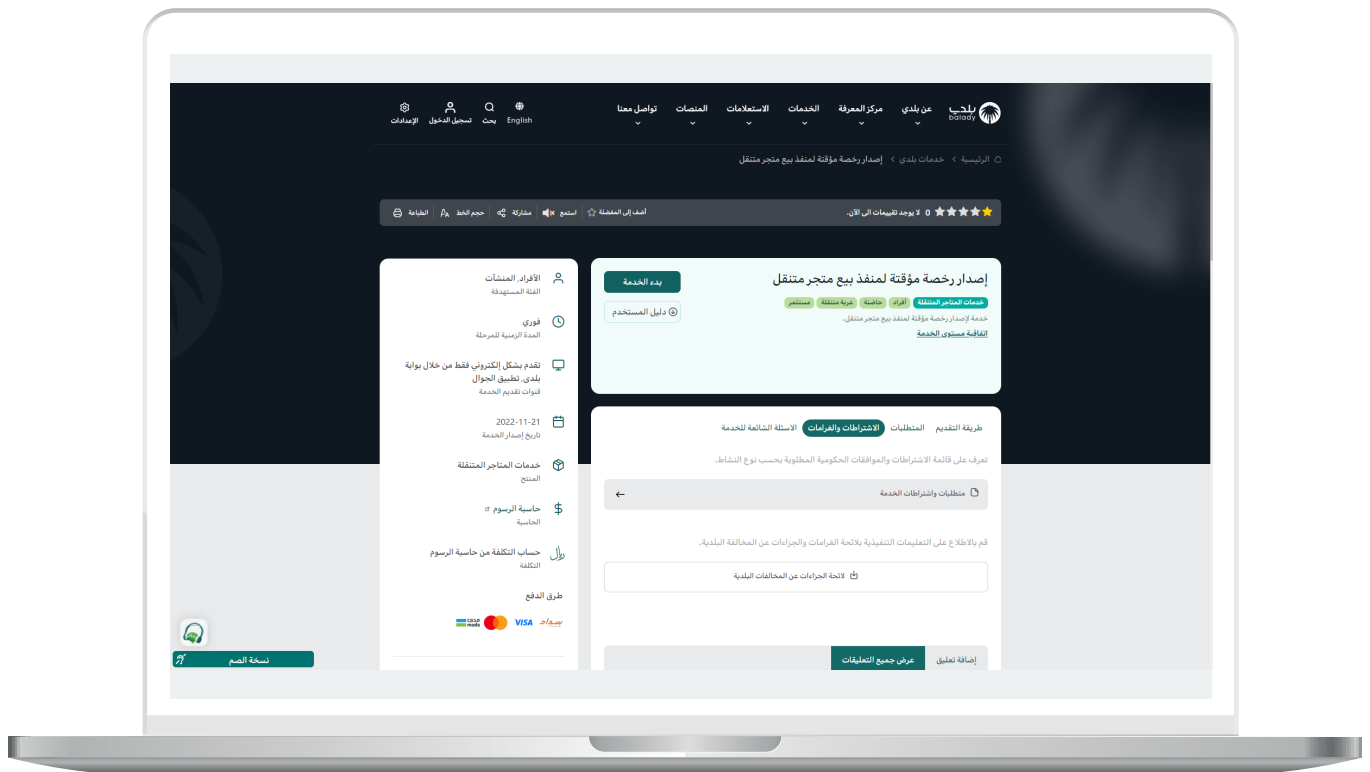 بلدي
balady
عن بلدي
مركز المعرفة
الخدمات
الاستعلامات
المنصات
تواصل معنا
English
بحث
تسجيل الدخول
الإعدادات
الرئيسية
خدمات بلدي
إصدار رخصة مؤقتة لمنفذ بيع متجر متنقل
0 لا يوجد تقييمات الى الآن.
أضف إلى المفضلة
استمع
مشاركة
حجم الخط
الطباعة
إصدار رخصة مؤقتة لمنفذ بيع متجر متنقل
خدمات المتاجر المتنقلة
أفراد
حاضنة
عربة متنقلة
مستثمر
خدمة لإصدار رخصة مؤقتة لمنفذ بيع متجر متنقل.
اتفاقية مستوى الخدمة
بدء الخدمة
دليل المستخدم
طريقة التقديم
المتطلبات
الاشتراطات والغرامات
الاسئلة الشائعة للخدمة
تعرف على قائمة الاشتراطات والموافقات الحكومية المطلوبة بحسب نوع النشاط.
متطلبات واشتراطات الخدمة
قم بالاطلاع على التعليمات التنفيذية بلائحة الغرامات والجزاءات عن المخالفة البلدية.
لائحة الجزاءات عن المخالفات البلدية
إضافة تعليق
عرض جميع التعليقات
الأفراد, المنشآت
الفئة المستهدفة
فوري
المدة الزمنية للمرحلة
تقدم بشكل إلكتروني فقط من خلال بوابة
بلدي, تطبيق الجوال
قنوات تقديم الخدمة
2022-11-21
تاريخ إصدار الخدمة
خدمات المتاجر المتنقلة
المنتج
حاسبة الرسوم
الحاسبة
حساب التكلفة من حاسبة الرسوم
التكلفة
طرق الدفع
سداد
VISA
مدى
mada
نسخة الصم